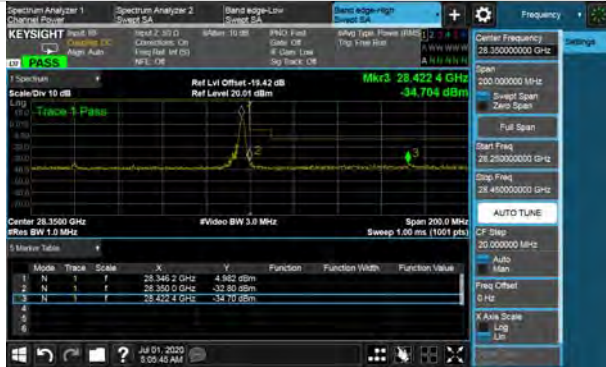 Spectrum Analyzer 1
Channel Power
Spectrum Analyzer 2
Swept SA
Band edge-Low
Swept SA
Band edge-High
Swept SA
Frequency
KEYSIGHT Input: RF
Align: Auto
Input Z: 50 Ω
Corrections: On
Freq Ref: Int (S)
NFE: Off
Atten: 10 dB
PNO: Fast
Gate: Off
IF Gain: Low
Sig Track: Off
Avg Type: Power (RMS)
Trig: Free Run
PASS
1 Spectrum
Scale/Div 10 dB
Ref Lvl Offset -19.42 dB
Ref Level 20.01 dBm
Mkr3 28.422 4 GHz
-34.704 dBm
Log
Trace 1 Pass
2
3
Center 28.3500 GHz
#Res BW 1.0 MHz
#Video BW 3.0 MHz
Span 200.0 MHz
Sweep 1.00 ms (1001 pts)
5 Marker Table
Mode Trace Scale X Y Function Function Width Function Value
1 N 1 f 28.346 2 GHz 4.982 dBm
2 N 1 f 28.350 0 GHz -32.80 dBm
3 N 1 f 28.422 4 GHz -34.70 dBm
4
5
6
Jul 01, 2020
5:05:45 AM
Center Frequency
28.350000000 GHz
Settings
Span
200.000000 MHz
Swept Span
Zero Span
Full Span
Start Freq
28.250000000 GHz
Stop Freq
28.450000000 GHz
AUTO TUNE
CF Step
20.000000 MHz
Auto
Man
Freq Offset
0 Hz
X Axis Scale
Log
Lin